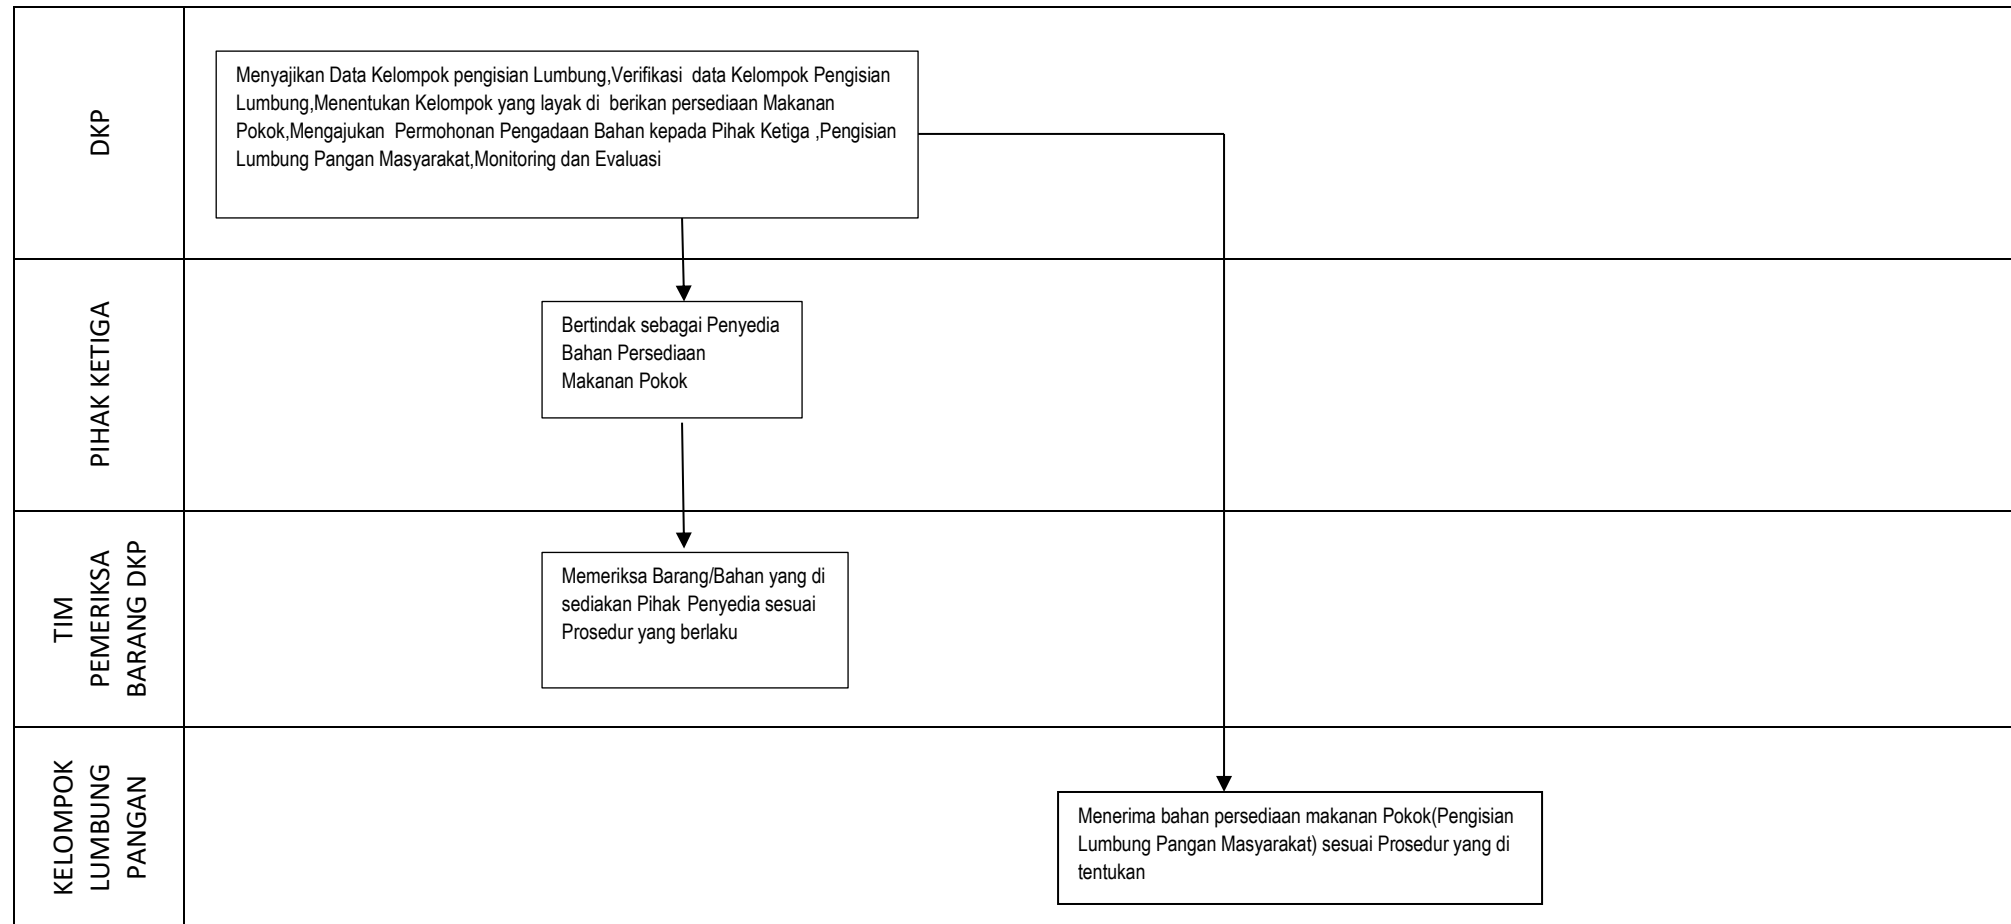 DKP
Menyajikan Data Kelompok pengisian Lumbung,Verifikasi data Kelompok Pengisian
Lumbung,Menentukan Kelompok yang layak di berikan persediaan Makanan
Pokok,Mengajukan Permohonan Pengadaan Bahan kepada Pihak Ketiga ,Pengisian
Lumbung Pangan Masyarakat,Monitoring dan Evaluasi
PIHAK KETIGA
Bertindak sebagai Penyedia
Bahan Persediaan
Makanan Pokok
TIM
PEMERIKSA
BARANG DKP
Memeriksa Barang/Bahan yang di
sediakan Pihak Penyedia sesuai
Prosedur yang berlaku
KELOMPOK
LUMBUNG
PANGAN
Menerima bahan persediaan makanan Pokok(Pengisian
Lumbung Pangan Masyarakat) sesuai Prosedur yang di
tentukan